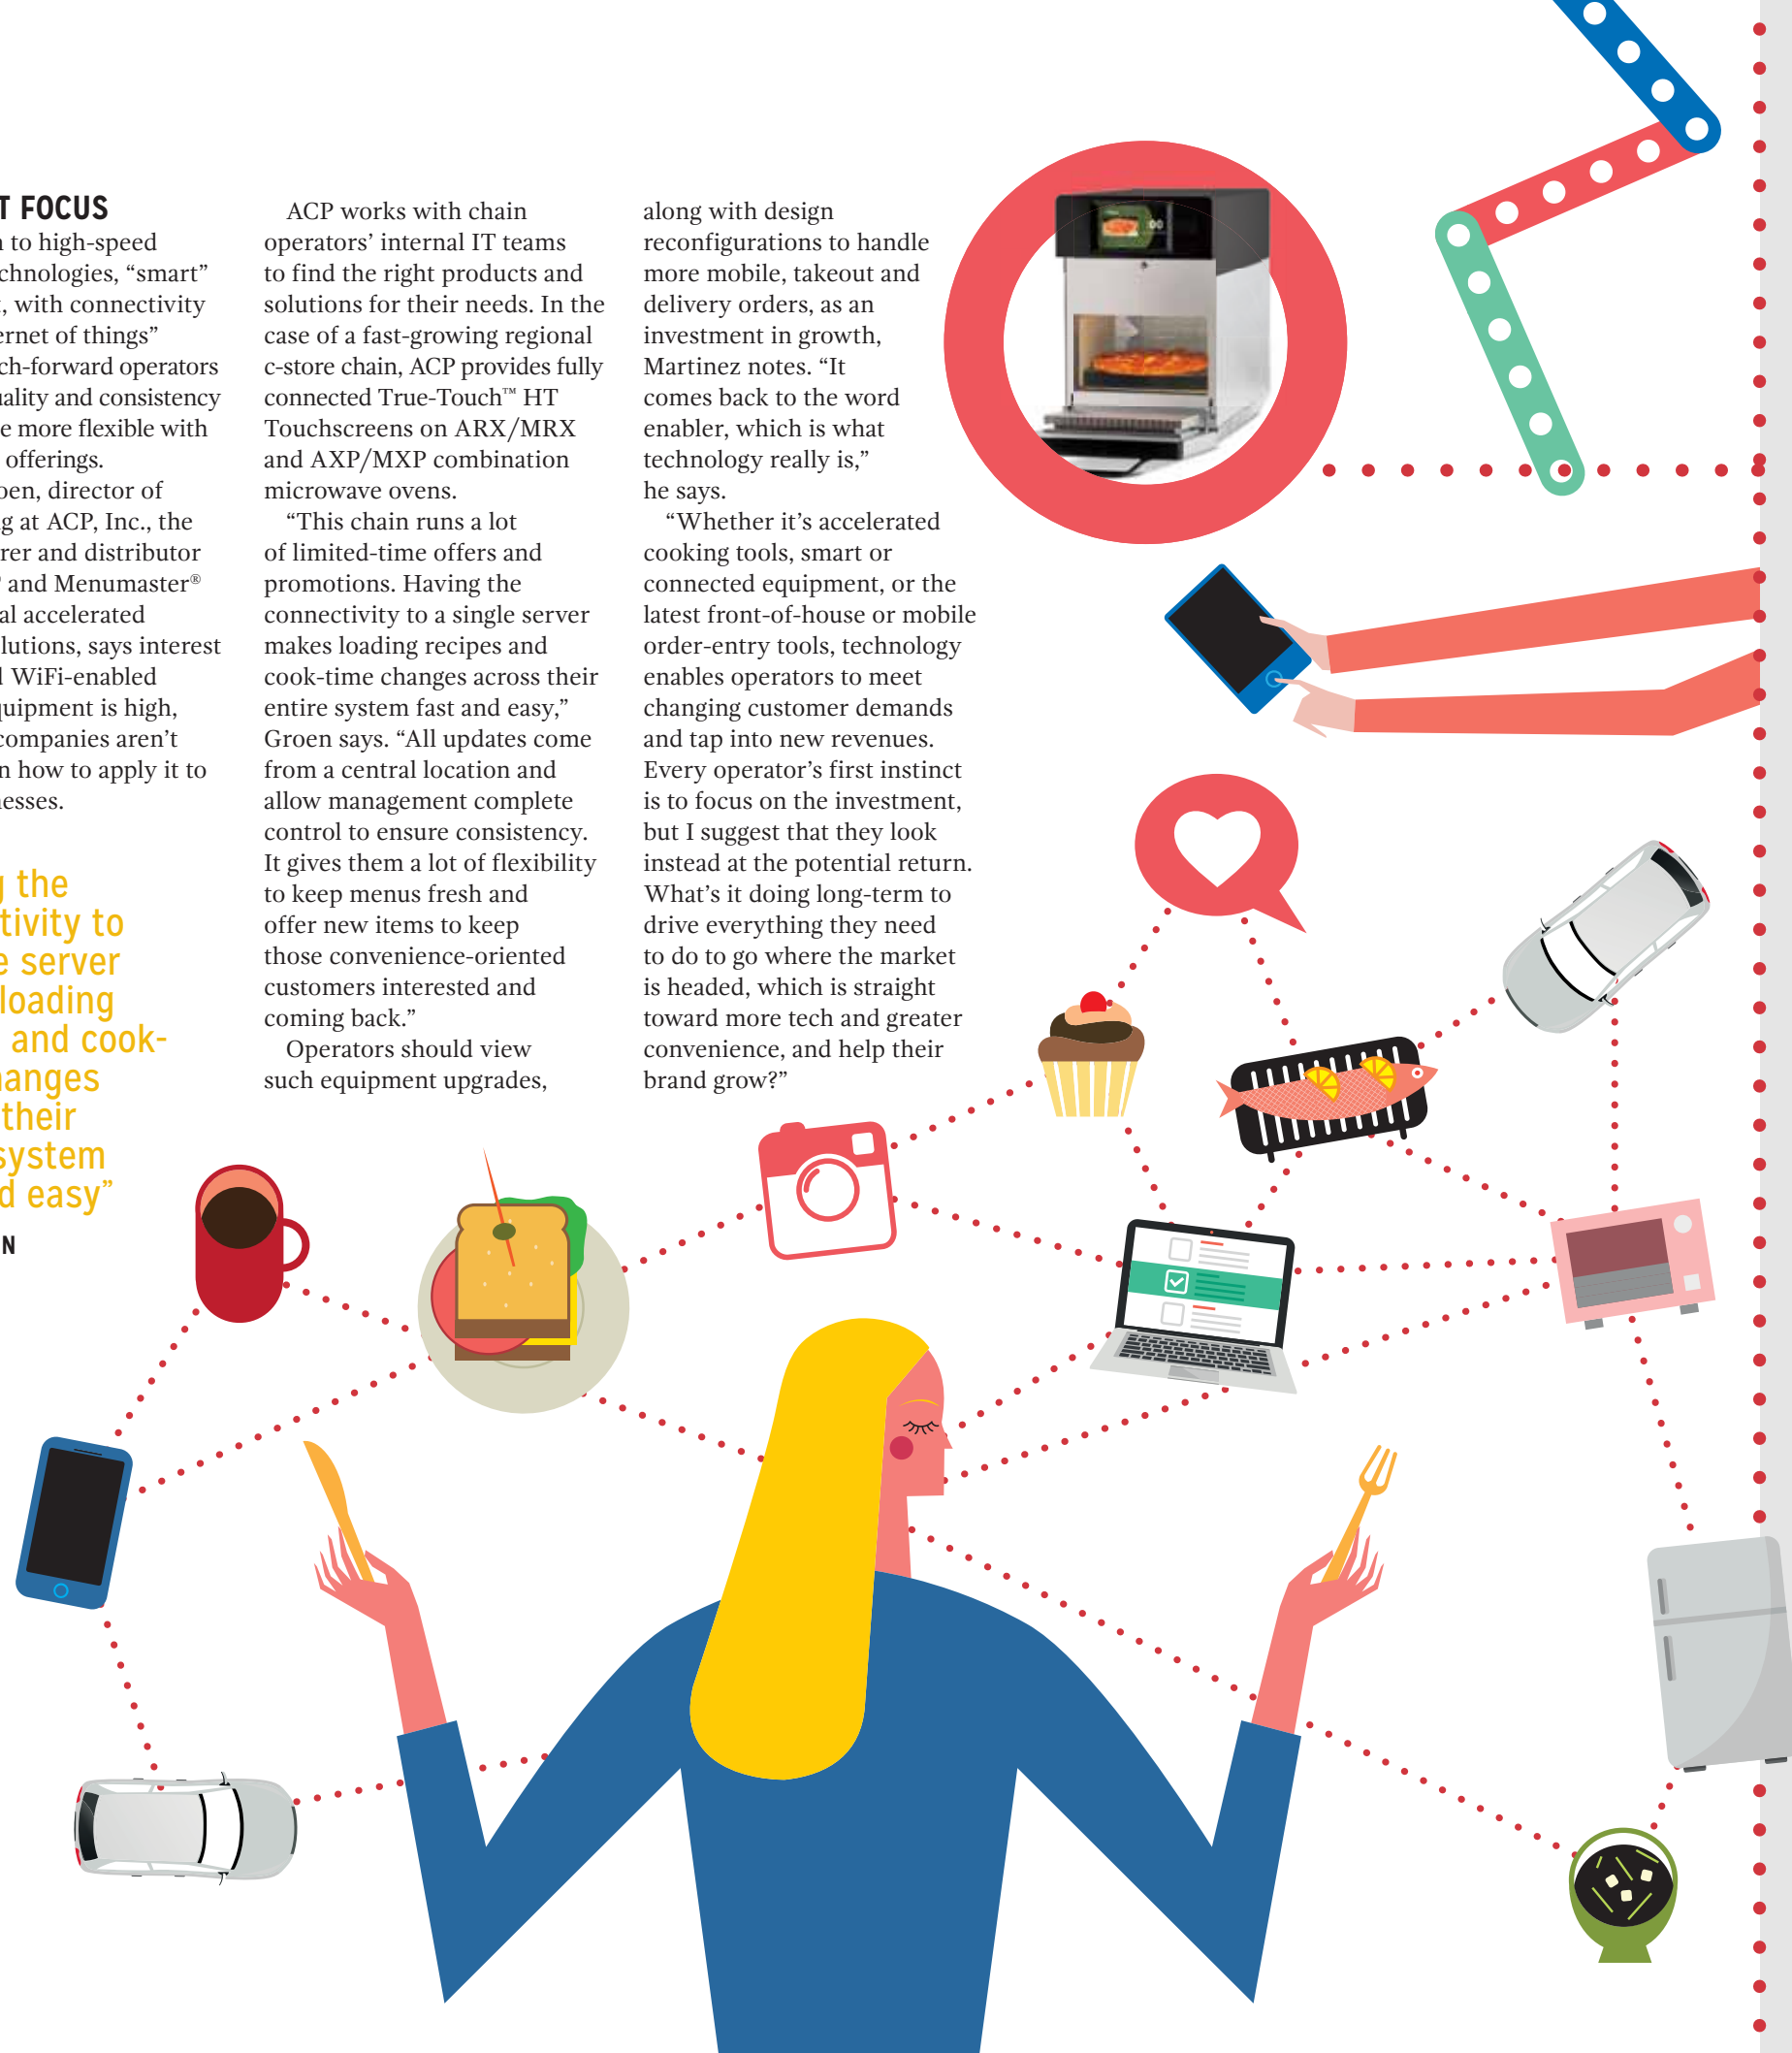 T FOCUS
to high-speed
chnologies, “smart”
, with connectivity
ernet of things”
ch-forward operators
uality and consistency
e more flexible with
offerings.
oen, director of
g at ACP, Inc., the
rer and distributor
and Menumaster®
al accelerated
lutions, says interest
WiFi-enabled
quipment is high,
companies aren’t
n how to apply it to
nesses.
g the
tivity to
e server
loading
and cook-
anges
their
system
d easy”
N
ACP works with chain
operators’ internal IT teams
to find the right products and
solutions for their needs. In the
case of a fast-growing regional
c-store chain, ACP provides fully
connected True-Touch™ HT
Touchscreens on ARX/MRX
and AXP/MXP combination
microwave ovens.
“This chain runs a lot
of limited-time offers and
promotions. Having the
connectivity to a single server
makes loading recipes and
cook-time changes across their
entire system fast and easy,”
Groen says. “All updates come
from a central location and
allow management complete
control to ensure consistency.
It gives them a lot of flexibility
to keep menus fresh and
offer new items to keep
those convenience-oriented
customers interested and
coming back.”
Operators should view
such equipment upgrades,
along with design
reconfigurations to handle
more mobile, takeout and
delivery orders, as an
investment in growth,
Martinez notes. “It
comes back to the word
enabler, which is what
technology really is,”
he says.
“Whether it’s accelerated
cooking tools, smart or
connected equipment, or the
latest front-of-house or mobile
order-entry tools, technology
enables operators to meet
changing customer demands
and tap into new revenues.
Every operator’s first instinct
is to focus on the investment,
but I suggest that they look
instead at the potential return.
What’s it doing long-term to
drive everything they need
to do to go where the market
is headed, which is straight
toward more tech and greater
convenience, and help their
brand grow?”